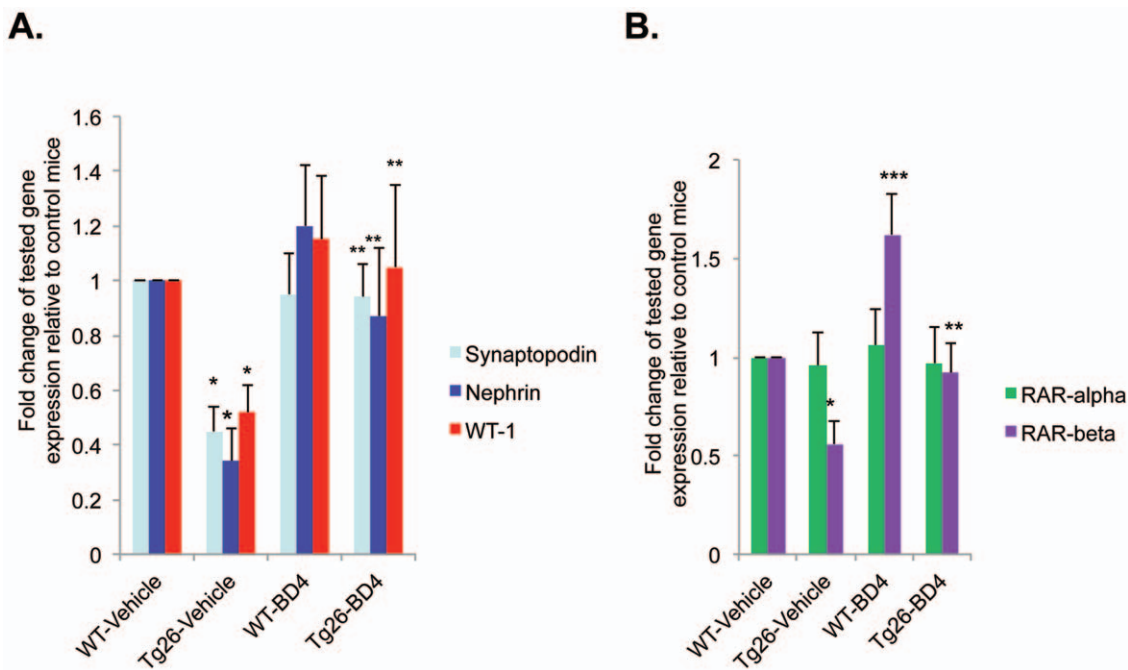 A.
Fold change of tested gene
expression relative to control mice
1.6
1.4
1.2
1
0.8
0.6
0.4
0.2
0
*
*
*
**
**
**
WT-Vehicle
Tg26-Vehicle
WT-BD4
Tg26-BD4
Synaptopodin
Nephrin
WT-1
B.
Fold change of tested gene
expression relative to control mice
2
1.5
1
0.5
0
*
***
**
WT-Vehicle
Tg26-Vehicle
WT-BD4
Tg26-BD4
RAR-alpha
RAR-beta